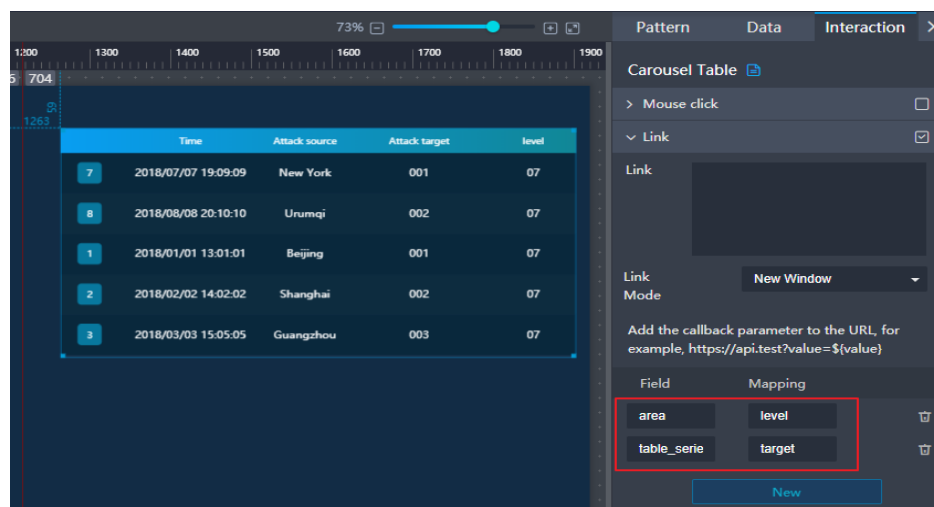 73%
Pattern Data Interaction
1200 1300 1400 1500 1600 1700 1800 1900
704
Carousel Table
59
1263
Mouse click
Link
Time Attack source Attack target level
7 2018/07/07 19:09:09 New York 001 07
8 2018/08/08 20:10:10 Urumqi 002 07
1 2018/01/01 13:01:01 Beijing 001 07
2 2018/02/02 14:02:02 Shanghai 002 07
3 2018/03/03 15:05:05 Guangzhou 003 07
Link
Link
Mode
New Window
Add the callback parameter to the URL, for
example, https://api.test?value=${value}
Field Mapping
area level
table_serie target
New